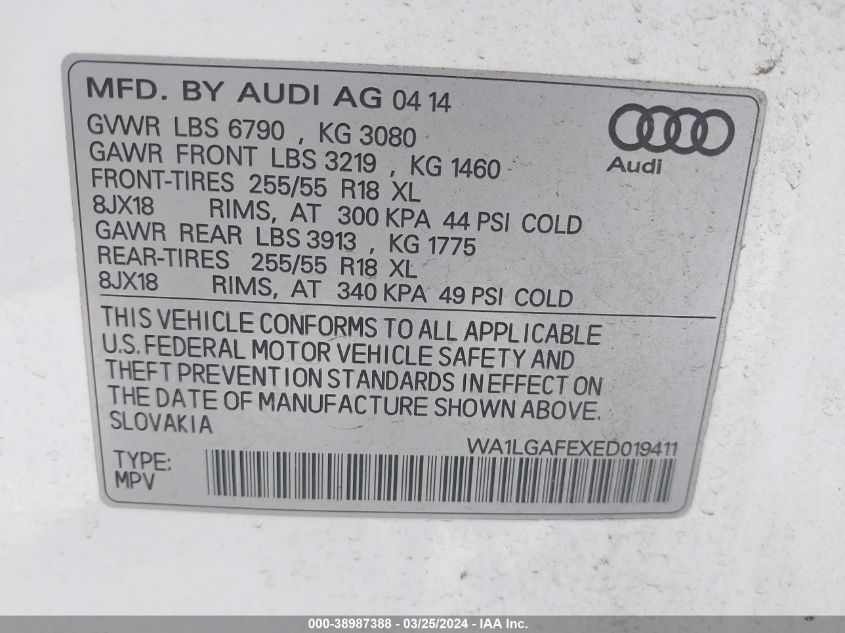 MFD. BY AUDI AG 04 14
GVWR LBS 6790 , KG 3080
GAWR FRONT LBS 3219 , KG 1460
FRONT-TIRES 255/55 R18 XL
8JX18 RIMS, AT 300 KPA 44 PSI COLD
GAWR REAR LBS 3913 , KG 1775
REAR-TIRES 255/55 R18 XL
8JX18 RIMS, AT 340 KPA 49 PSI COLD
Audi
THIS VEHICLE CONFORMS TO ALL APPLICABLE
U.S. FEDERAL MOTOR VEHICLE SAFETY AND
THEFT PREVENTION STANDARDS IN EFFECT ON
THE DATE OF MANUFACTURE SHOWN ABOVE.
SLOVAKIA
WA1LGAFEXED019411
TYPE:
MPV
000-38987388 - 03/25/2024 - IAA Inc.